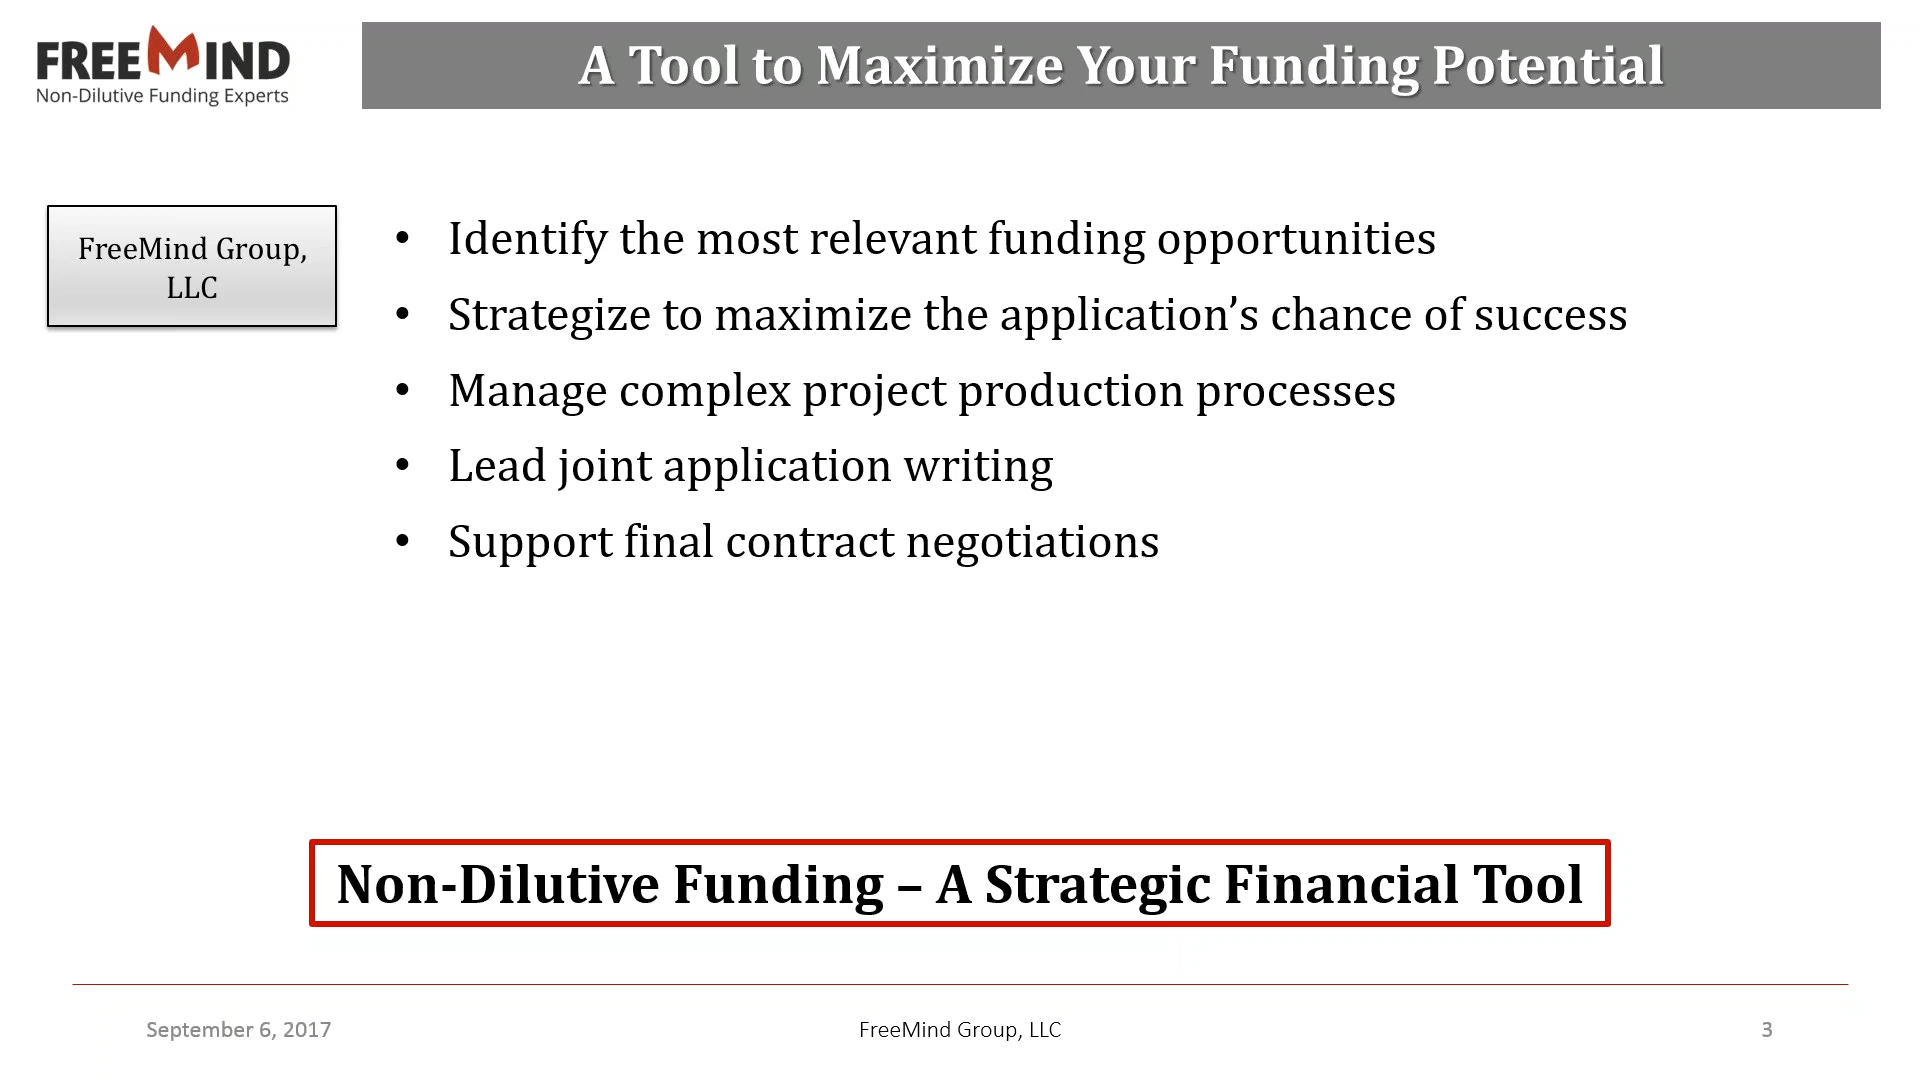 FREEMIND
Non-Dilutive Funding Experts
A Tool to Maximize Your Funding Potential
FreeMind Group,
LLC
• Identify the most relevant funding opportunities
• Strategize to maximize the application’s chance of success
• Manage complex project production processes
• Lead joint application writing
• Support final contract negotiations
Non-Dilutive Funding – A Strategic Financial Tool
September 6, 2017
FreeMind Group, LLC
3